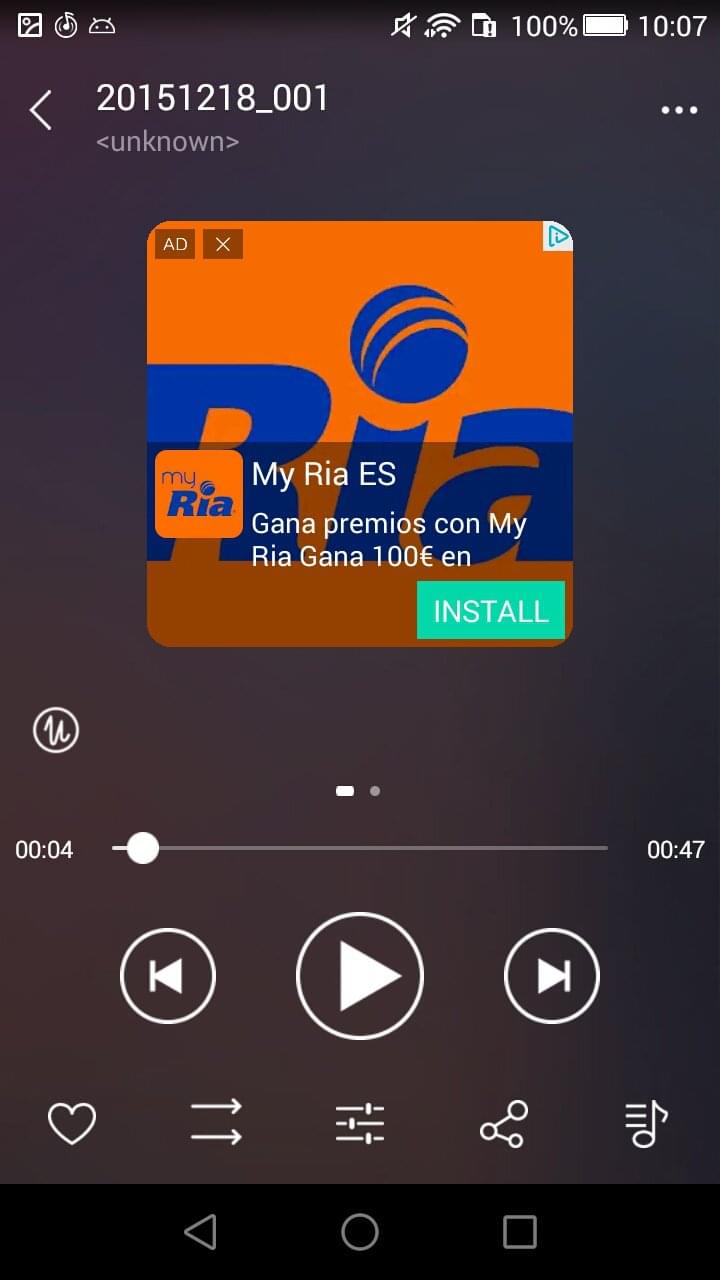 100% 10:07
20151218_001
<unknown>
AD
Ria
my
Ria
My Ria ES
Gana premios con My
Ria Gana 100€ en
INSTALL
00:04 00:47